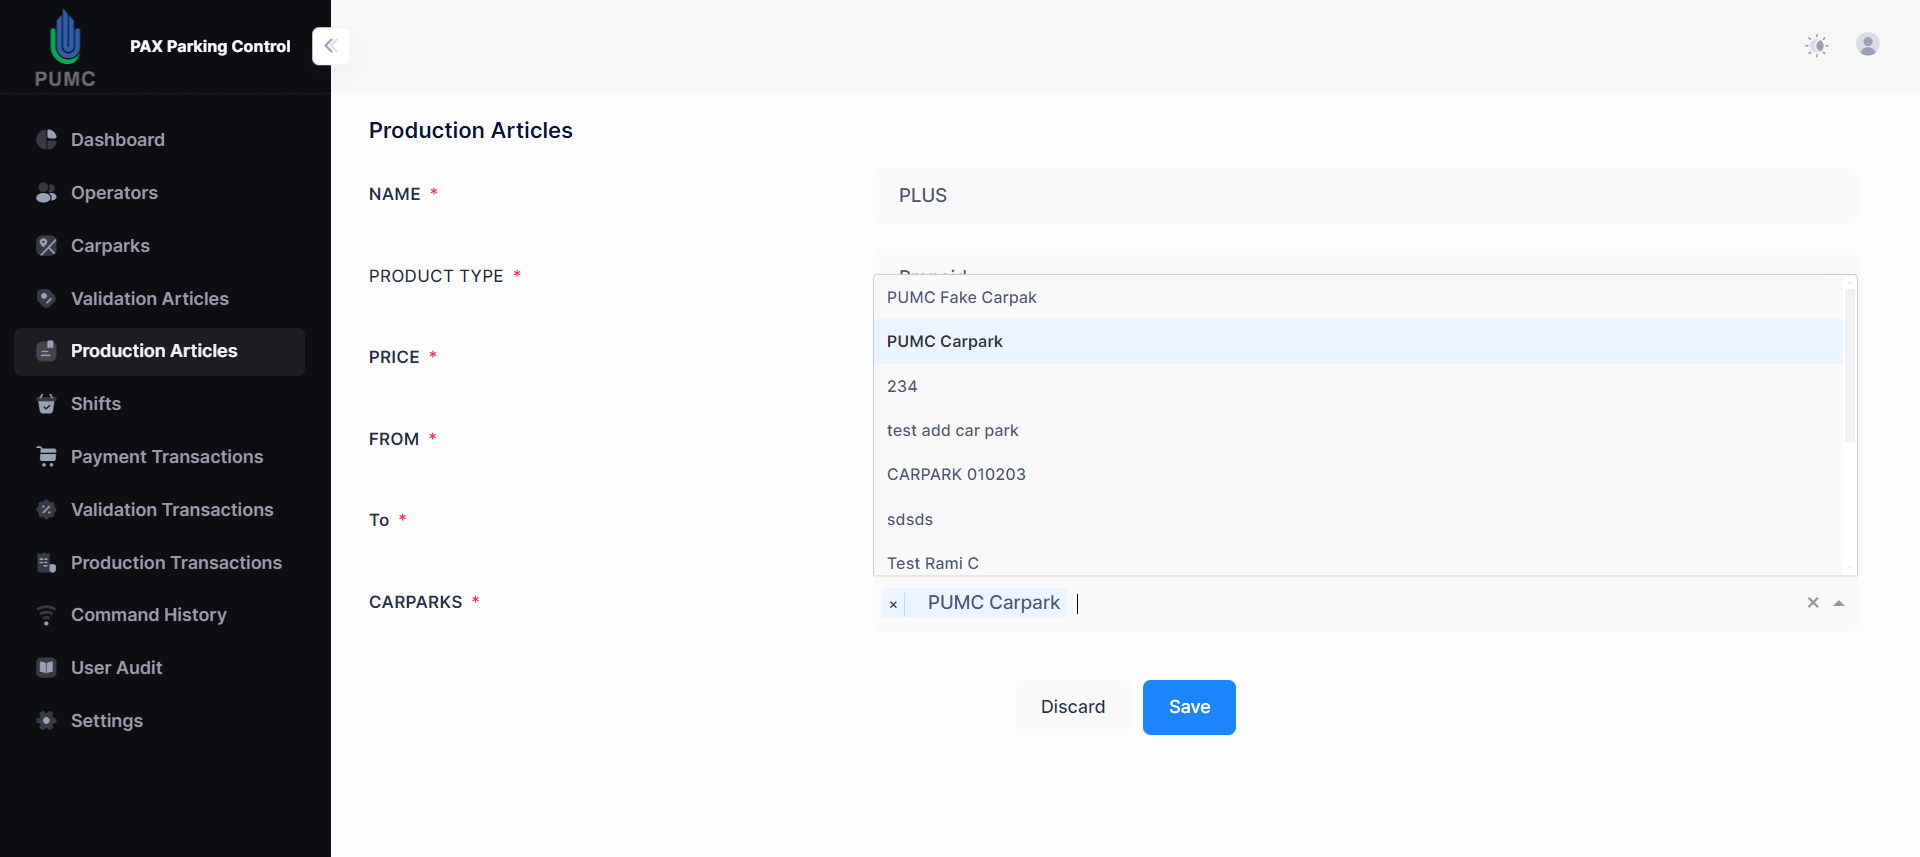 PUMC
PAX Parking Control
Dashboard
Operators
Carparks
Validation Articles
Production Articles
Shifts
Payment Transactions
Validation Transactions
Production Transactions
Command History
User Audit
Settings
Production Articles
NAME *
PLUS
PRODUCT TYPE *
PRICE *
FROM *
To *
PUMC Fake Carpak
PUMC Carpark
234
test add car park
CARPARK 010203
sdsds
Test Rami C
CARPARKS *
× PUMC Carpark
Discard
Save